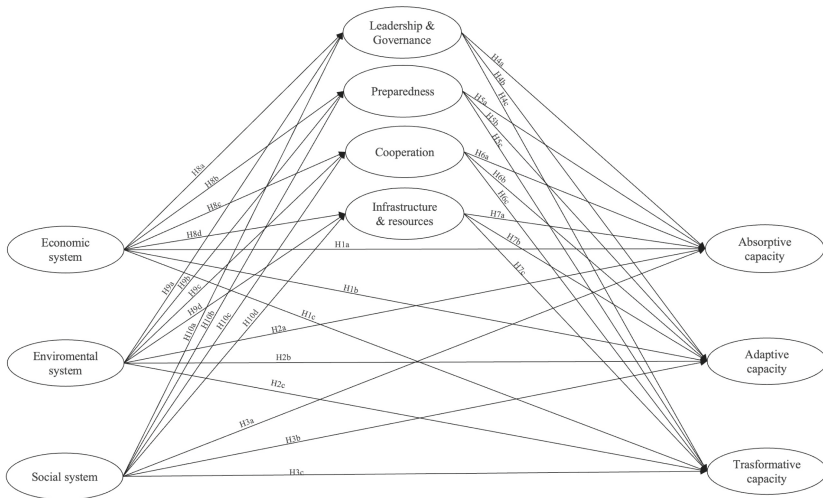 Leadership &
Governance
H4a
H4b
H4c
Preparedness
H5a
H5b
H5c
Cooperation
H6a
H6b
H6c
H8a
H8b
H8c
H8d
Infrastructure
& resources
H7a
H7b
H7c
Economic
system
H1a
Absorptive
capacity
H9a
H9b
H9c
H9d
H1b
H1c
H10a
H10b
H10c
H10d
H2a
Enviromental
system
H2b
Adaptive
capacity
H2c
H3a
H3b
Social system
H3c
Trasformative
capacity